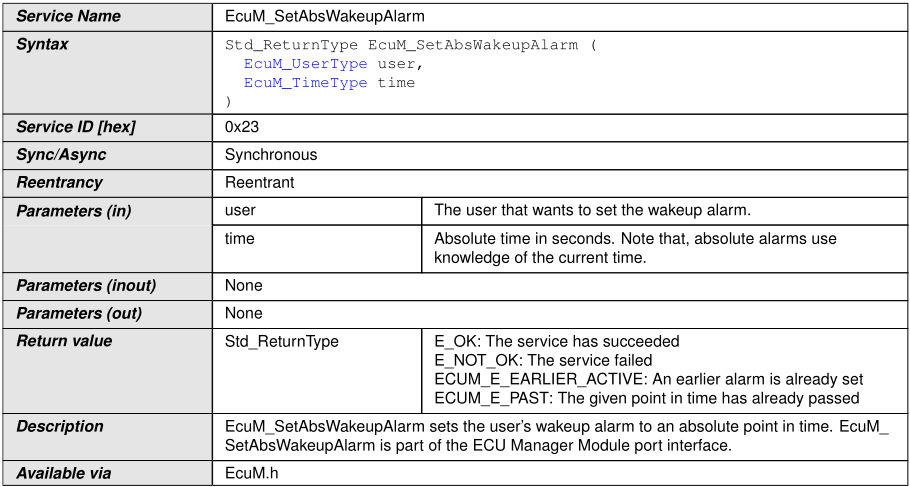 Service Name EcuM_SetAbsWakeupAlarm
Syntax Std_ReturnType EcuM_SetAbsWakeupAlarm (
EcuM_UserType user,
EcuM_TimeType time
)
Service ID [hex] 0x23
Sync/Async Synchronous
Reentrancy Reentrant
Parameters (in) user The user that wants to set the wakeup alarm.
time Absolute time in seconds. Note that, absolute alarms use
knowledge of the current time.
Parameters (inout) None
Parameters (out) None
Return value Std_ReturnType E_OK: The service has succeeded
E_NOT_OK: The service failed
ECUM_E_EARLIER_ACTIVE: An earlier alarm is already set
ECUM_E_PAST: The given point in time has already passed
Description EcuM_SetAbsWakeupAlarm sets the user's wakeup alarm to an absolute point in time. EcuM_
SetAbsWakeupAlarm is part of the ECU Manager Module port interface.
Available via EcuM.h